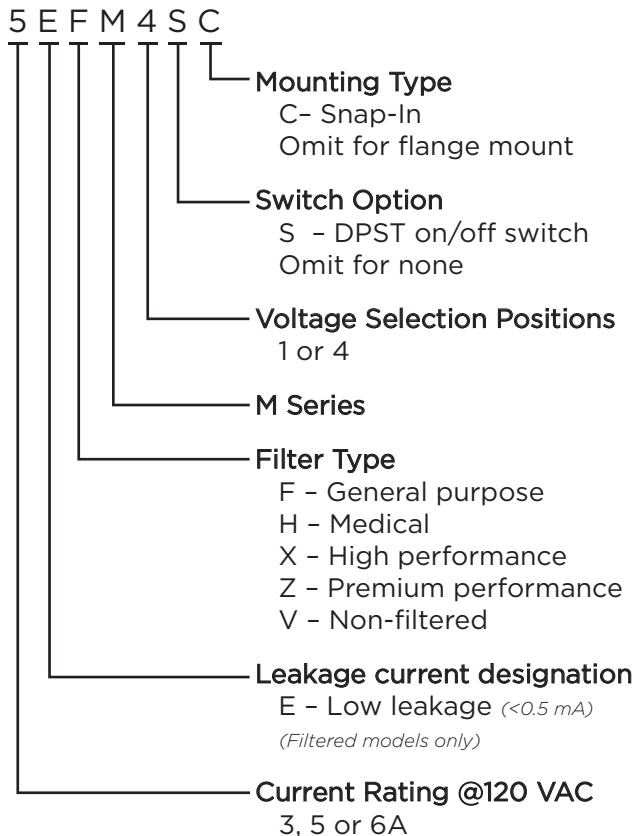 5 E F M 4 S C
Mounting Type
C– Snap-In
Omit for flange mount
Switch Option
S – DPST on/off switch
Omit for none
Voltage Selection Positions
1 or 4
M Series
Filter Type
F – General purpose
H – Medical
X – High performance
Z – Premium performance
V – Non-filtered
Leakage current designation
E – Low leakage (<0.5 mA)
(Filtered models only)
Current Rating @120 VAC
3, 5 or 6A